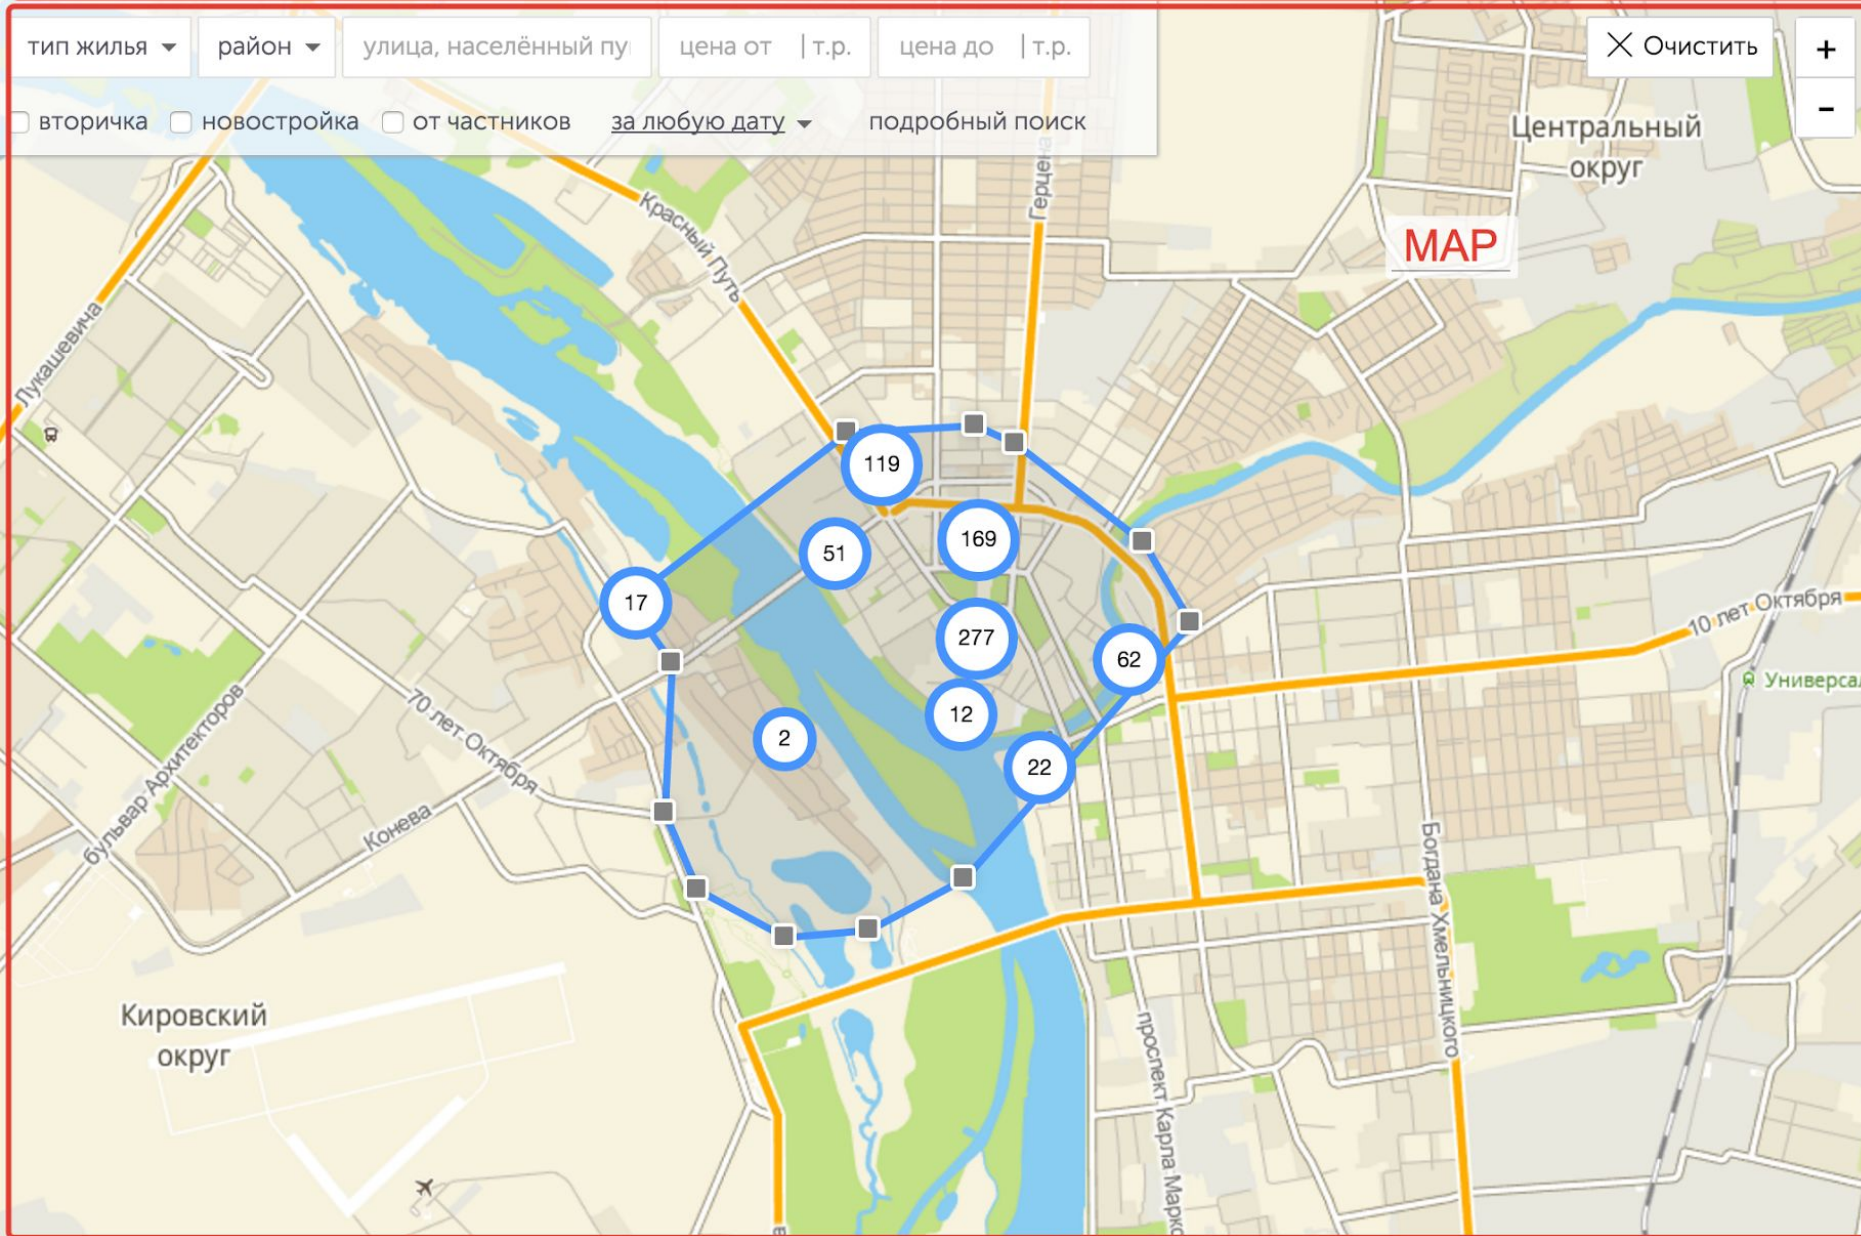 тип жилья
район
улица, населённый пу
цена от | т.р.
цена до | т.р.
Очистить
+
вторичка
новостройка
от частников
за любую дату
подробный поиск
-
Центральный
округ
MAP
Красный Путь
Герцена
Лукашевича
119
51
169
17
277
62
12
2
22
10 лет Октября
Универсал
70 лет Октября
бульвар Архитекторов
Конева
Богдана Хмельницкого
Кировский
округ
проспект Карла Маркс
а